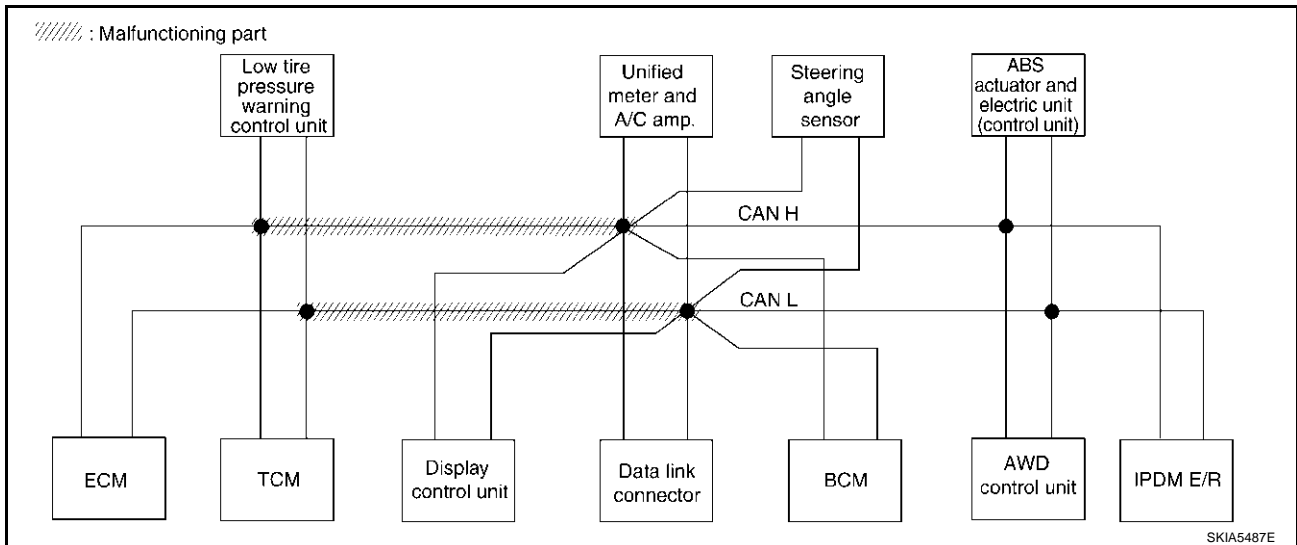 : Malfunctioning part
Low tire
pressure
warning
control unit
Unified
meter and
A/C amp.
Steering
angle
sensor
ABS
actuator and
electric unit
(control unit)
CAN H
CAN L
ECM
TCM
Display
control unit
Data link
connector
BCM
AWD
control unit
IPDM E/R
SKIA5487E